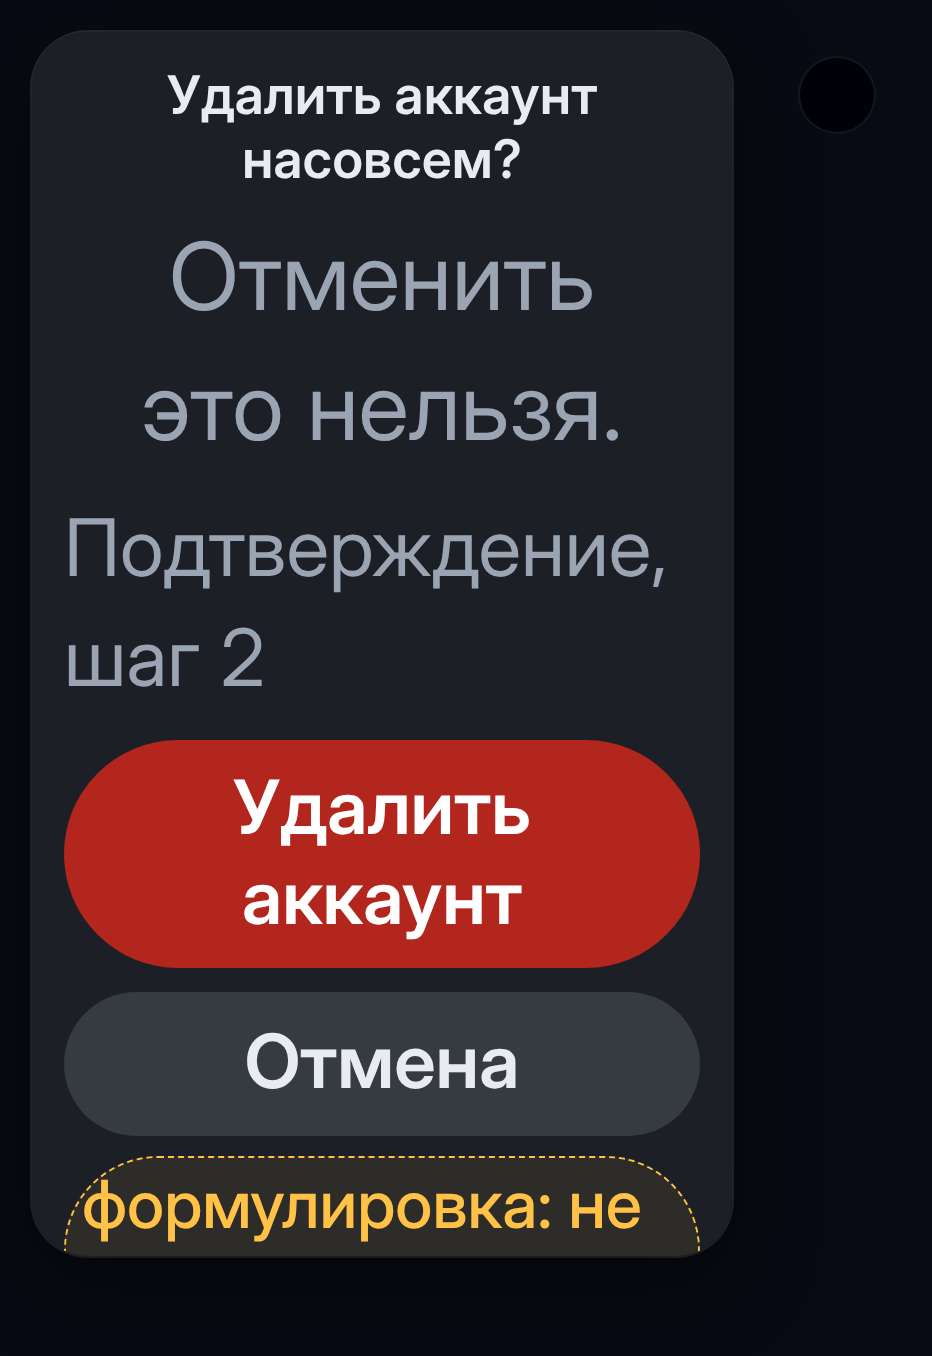 Удалить аккаунт
насовсем?
Отменить
это нельзя.
Подтверждение,
шаг 2
Удалить
аккаунт
Отмена
формулировка: не